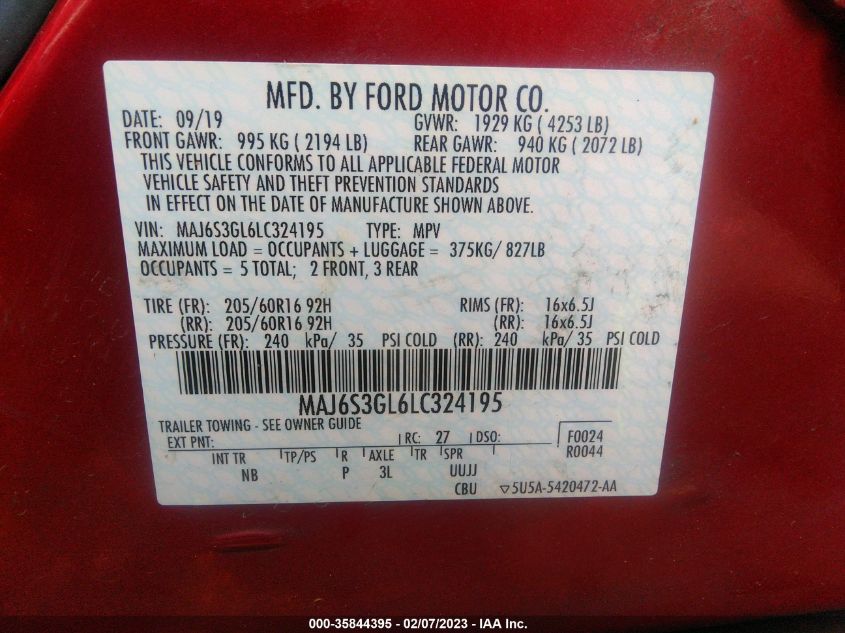 MFD. BY FORD MOTOR CO.
DATE: 09/19 GVWR: 1929 KG ( 4253 LB)
FRONT GAWR: 995 KG ( 2194 LB) REAR GAWR: 940 KG ( 2072 LB)
THIS VEHICLE CONFORMS TO ALL APPLICABLE FEDERAL MOTOR
VEHICLE SAFETY AND THEFT PREVENTION STANDARDS
IN EFFECT ON THE DATE OF MANUFACTURE SHOWN ABOVE.
VIN: MAJ6S3GL6LC324195 TYPE: MPV
MAXIMUM LOAD = OCCUPANTS + LUGGAGE = 375KG/ 827LB
OCCUPANTS = 5 TOTAL; 2 FRONT, 3 REAR
TIRE (FR): 205/60R16 92H RIMS (FR): 16x6.5J
(RR): 205/60R16 92H (RR): 16x6.5J
PRESSURE (FR): 240 kPa/ 35 PSI COLD (RR): 240 kPa/ 35 PSI COLD
MAJ6S3GL6LC324195
TRAILER TOWING - SEE OWNER GUIDE
EXT PNT: RC: 27 DSO: F0024
R0044
INT TR TP/PS R AXLE TR SPR
NB P 3L UUJJ
CBU ▽5U5A-5420472-AA
000-35844395 - 02/07/2023 - IAA Inc.